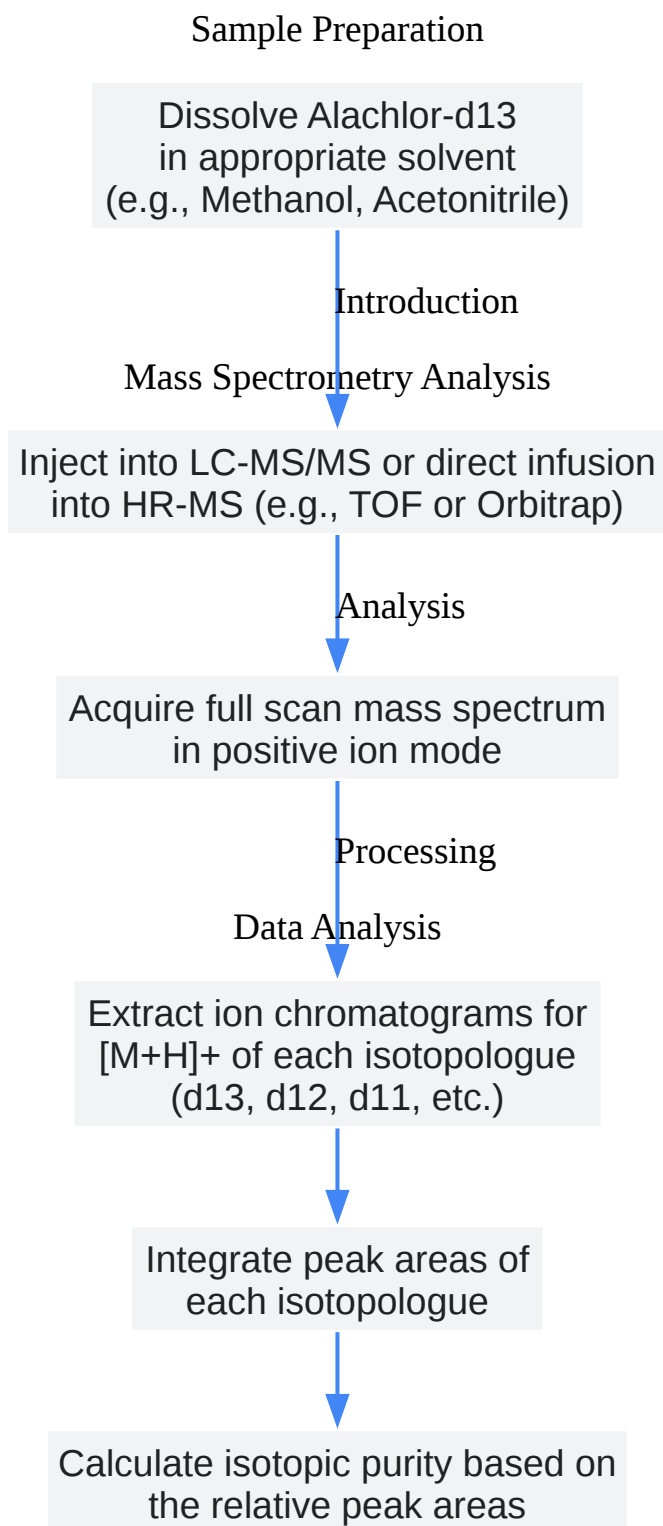 Sample Preparation
Dissolve Alachlor-d13
in appropriate solvent
(e.g., Methanol, Acetonitrile)
Introduction
Mass Spectrometry Analysis
Inject into LC-MS/MS or direct infusion
into HR-MS (e.g., TOF or Orbitrap)
Analysis
Acquire full scan mass spectrum
in positive ion mode
Processing
Data Analysis
Extract ion chromatograms for
[M+H]+ of each isotopologue
(d13, d12, d11, etc.)
Integrate peak areas of
each isotopologue
Calculate isotopic purity based on
the relative peak areas